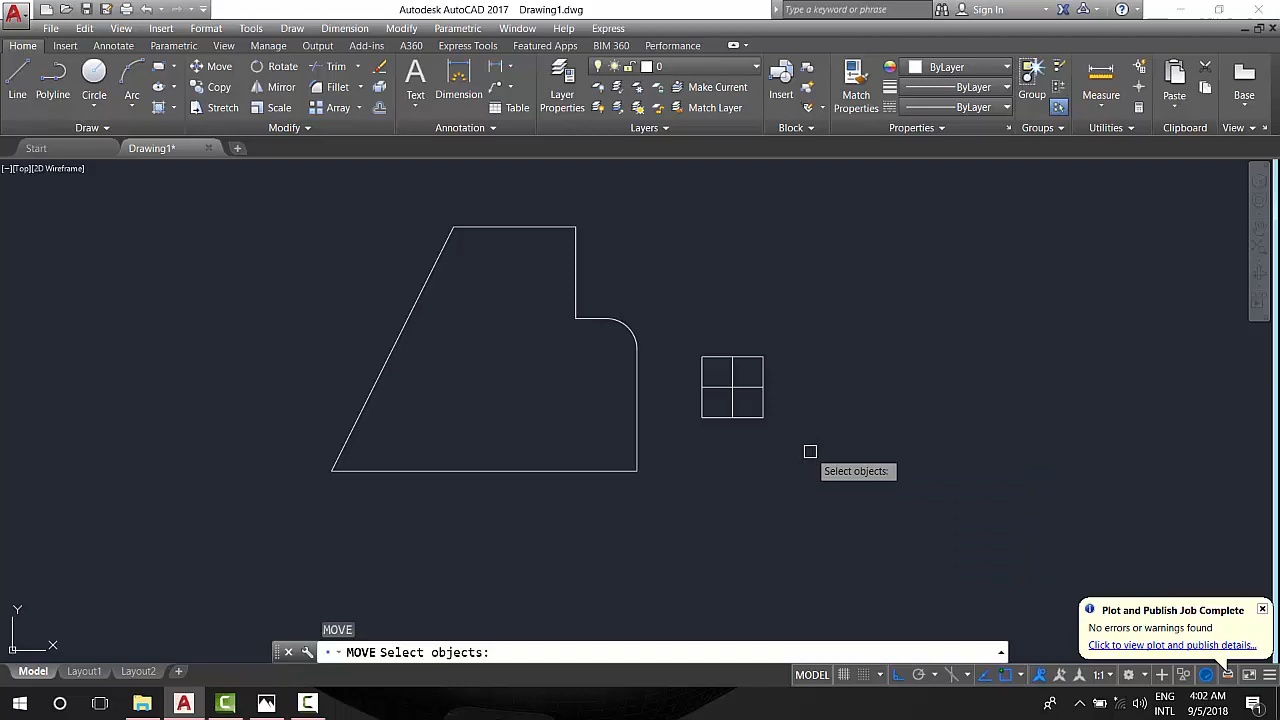 Autodesk AutoCAD 2017 Drawing1.dwg
Type a keyword or phrase
Sign In
File Edit View Insert Format Tools Draw Dimension Modify Parametric Window Help Express
Home Insert Annotate Parametric View Manage Output Add-ins A360 Express Tools Featured Apps BIM 360 Performance
Line Polyline Circle Arc
Move Rotate Trim
Copy Mirror Fillet
Stretch Scale Array
Text Dimension Table
Layer Properties
0
Make Current
Match Layer
Insert
Match Properties
ByLayer
ByLayer
ByLayer
Group
Measure
Paste
Base
Draw Modify Annotation Layers Block Properties Groups Utilities Clipboard View
Start Drawing1*
[−][Top][2D Wireframe]
Select objects:
Y
X
Plot and Publish Job Complete
No errors or warnings found
Click to view plot and publish details...
MOVE
MOVE Select objects:
Model Layout1 Layout2
MODEL
1:1
ENG
INTL
4:02 AM
9/5/2018